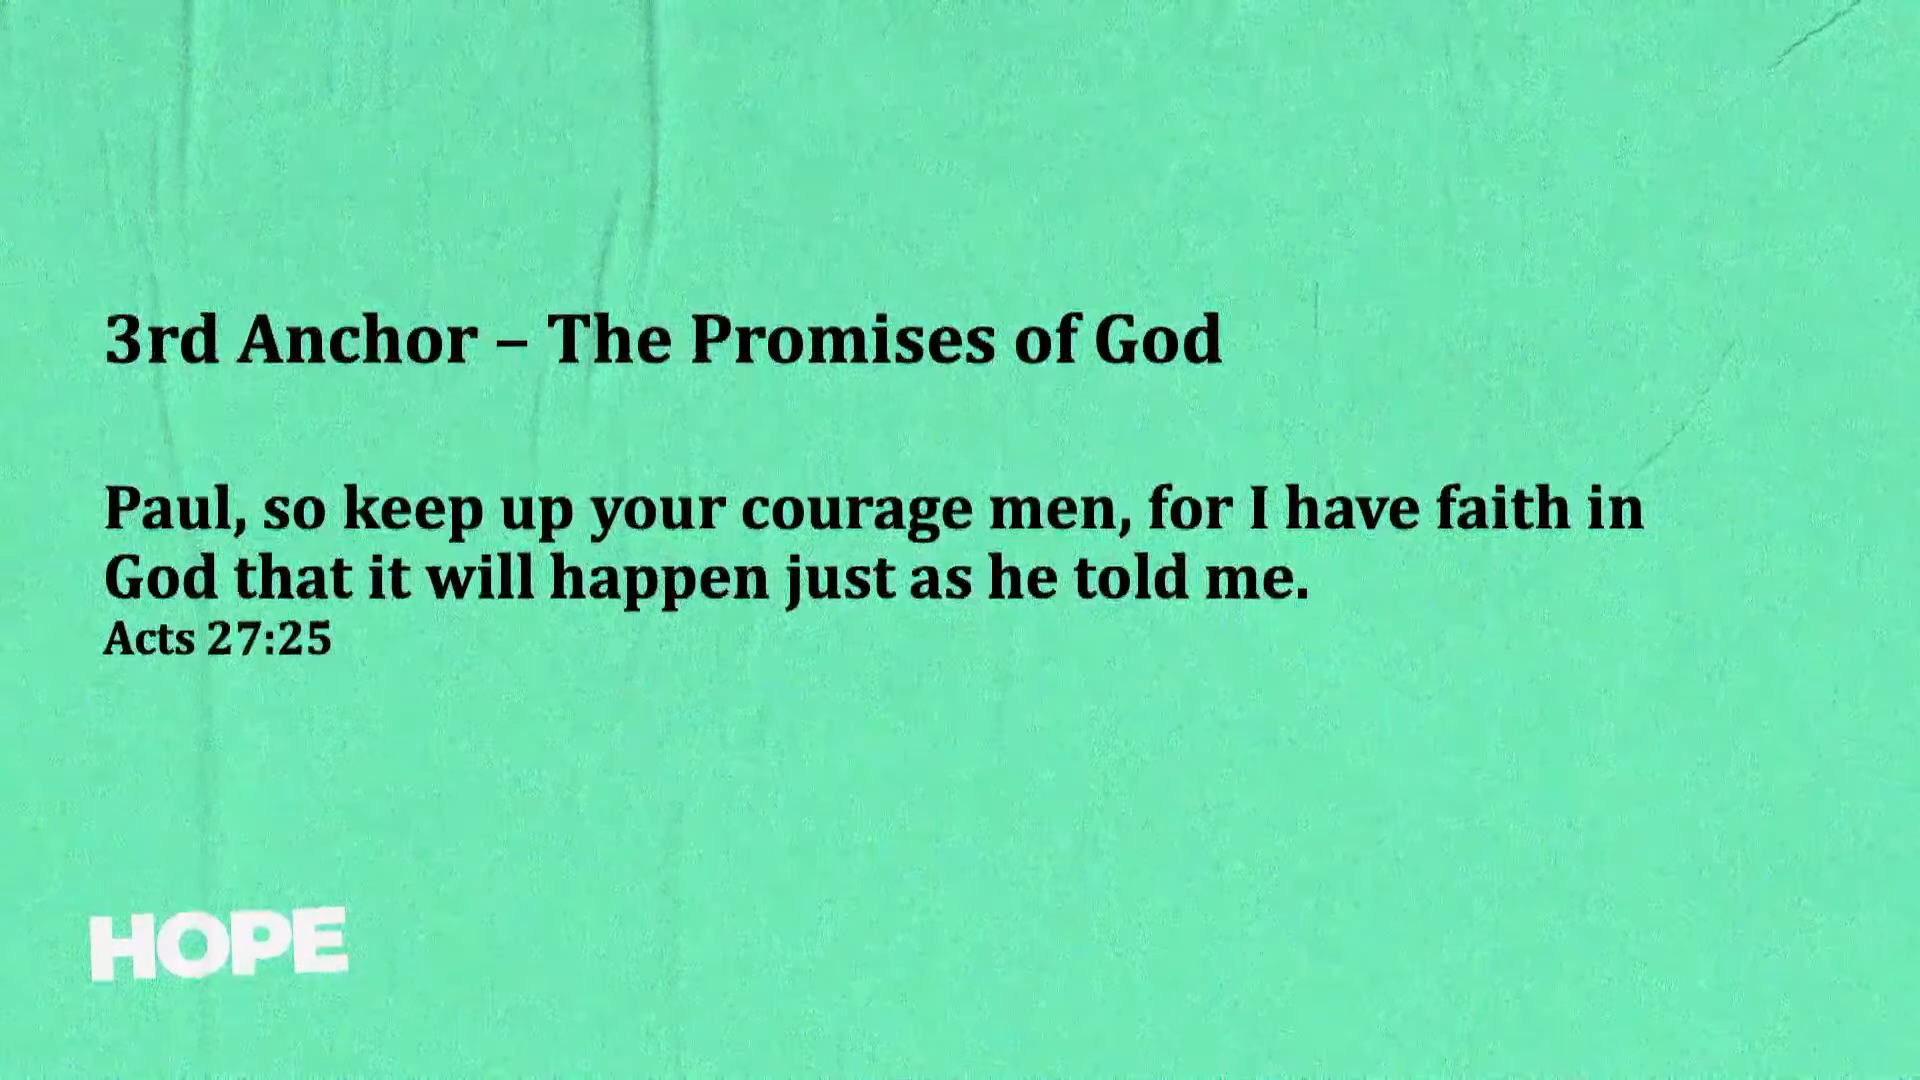 3rd Anchor – The Promises of God
Paul, so keep up your courage men, for I have faith in
God that it will happen just as he told me.
Acts 27:25
HOPE